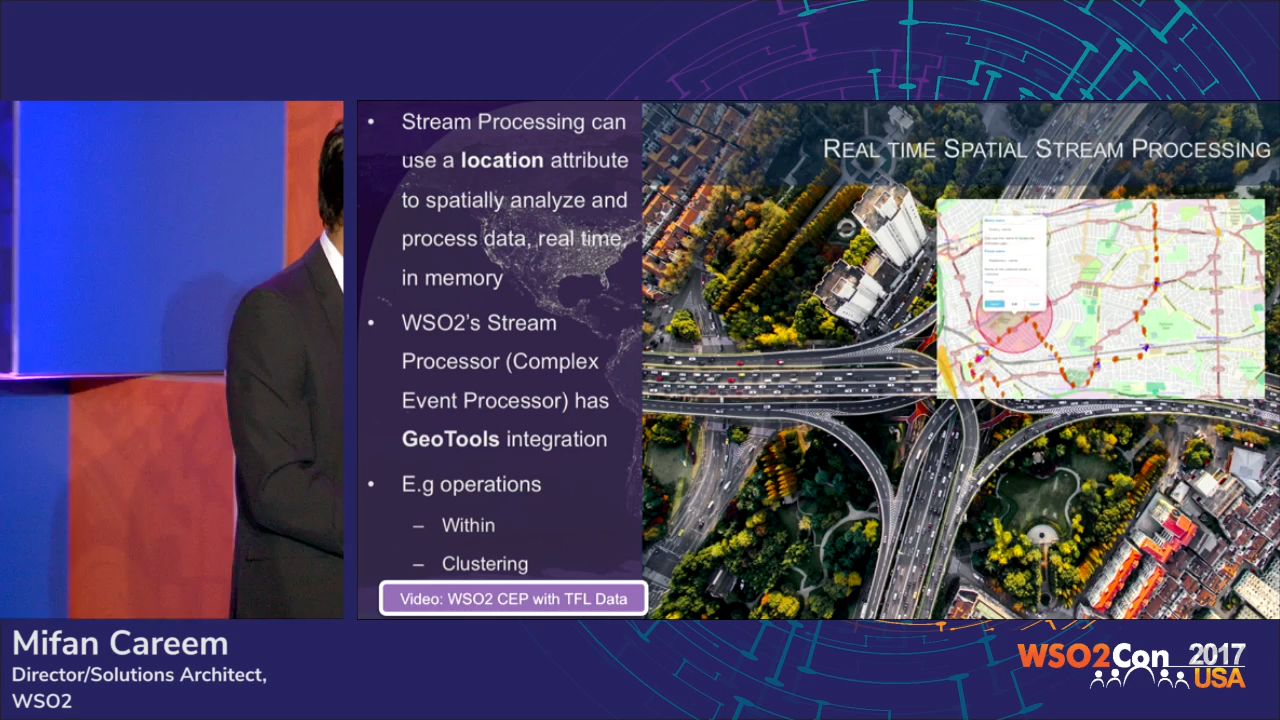 • Stream Processing can
use a location attribute
to spatially analyze and
process data, real time,
in memory
• WSO2's Stream
Processor (Complex
Event Processor) has
GeoTools integration
• E.g operations
– Within
– Clustering
Video: WSO2 CEP with TFL Data
REAL TIME SPATIAL STREAM PROCESSING
Mifan Careem
Director/Solutions Architect,
WSO2
WSO2Con 2017
USA